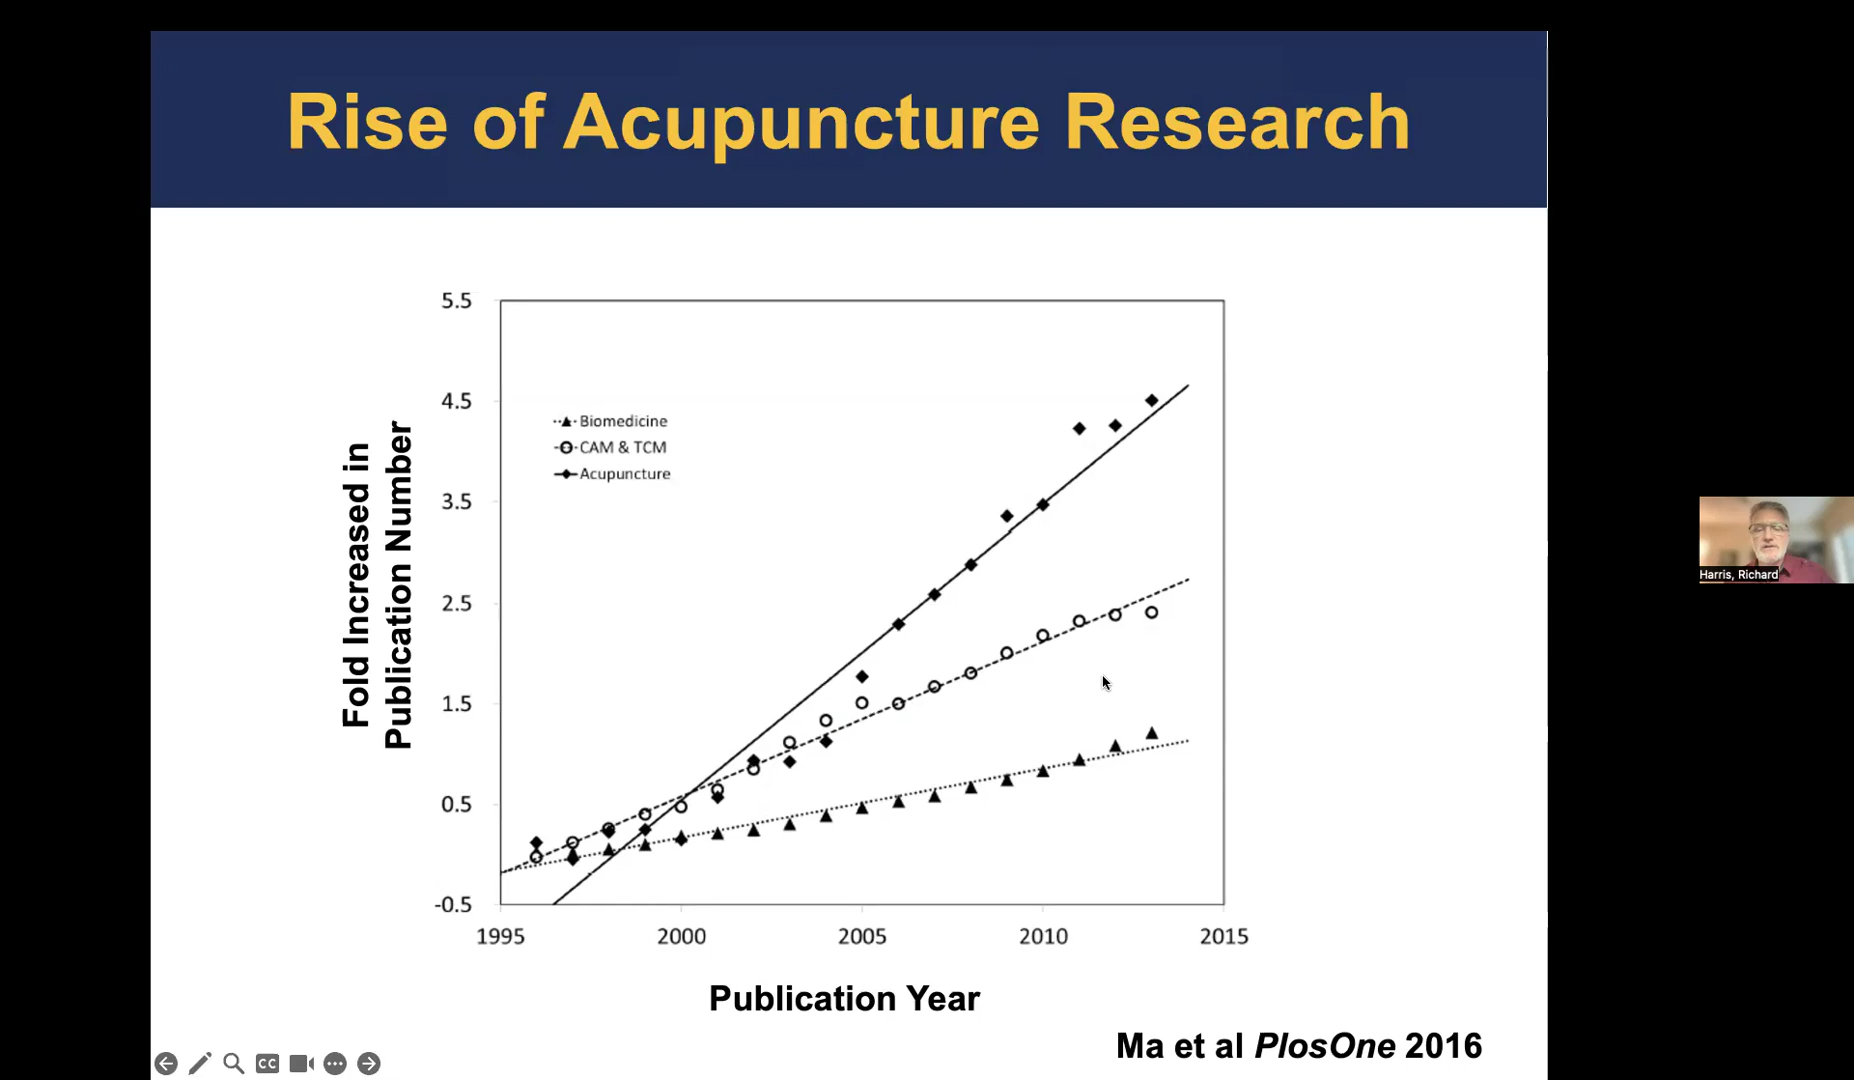 Rise of Acupuncture Research
5.5
4.5
3.5
2.5
1.5
0.5
-0.5
Biomedicine
CAM & TCM
Acupuncture
Fold Increased in
Publication Number
1995 2000 2005 2010 2015
Publication Year
Ma et al PlosOne 2016
Harris, Richard
CC